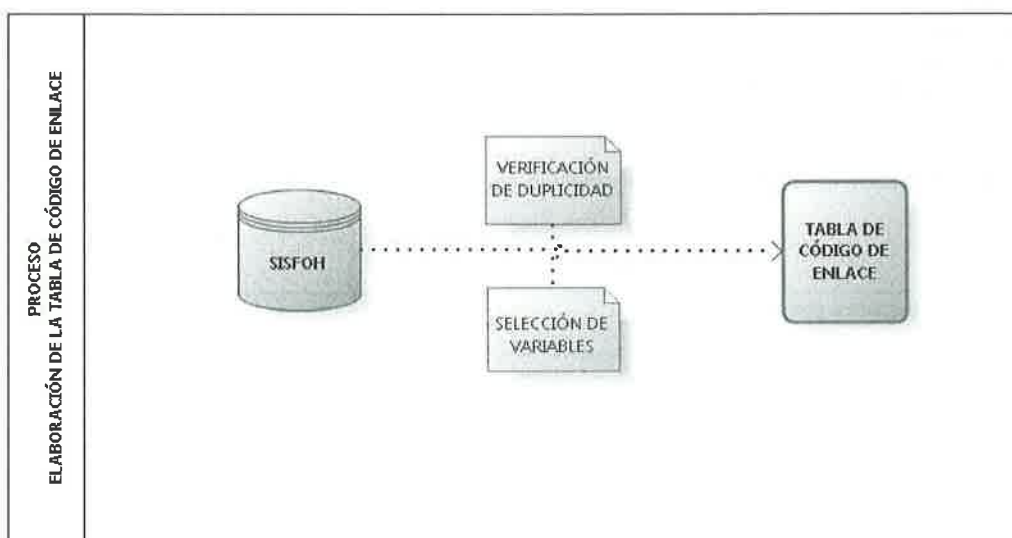 PROCESO
ELABORACIÓN DE LA TABLA DE CÓDIGO DE ENLACE
SISFOH
VERIFICACIÓN
DE DUPLICIDAD
SELECCIÓN DE
VARIABLES
TABLA DE
CÓDIGO DE
ENLACE